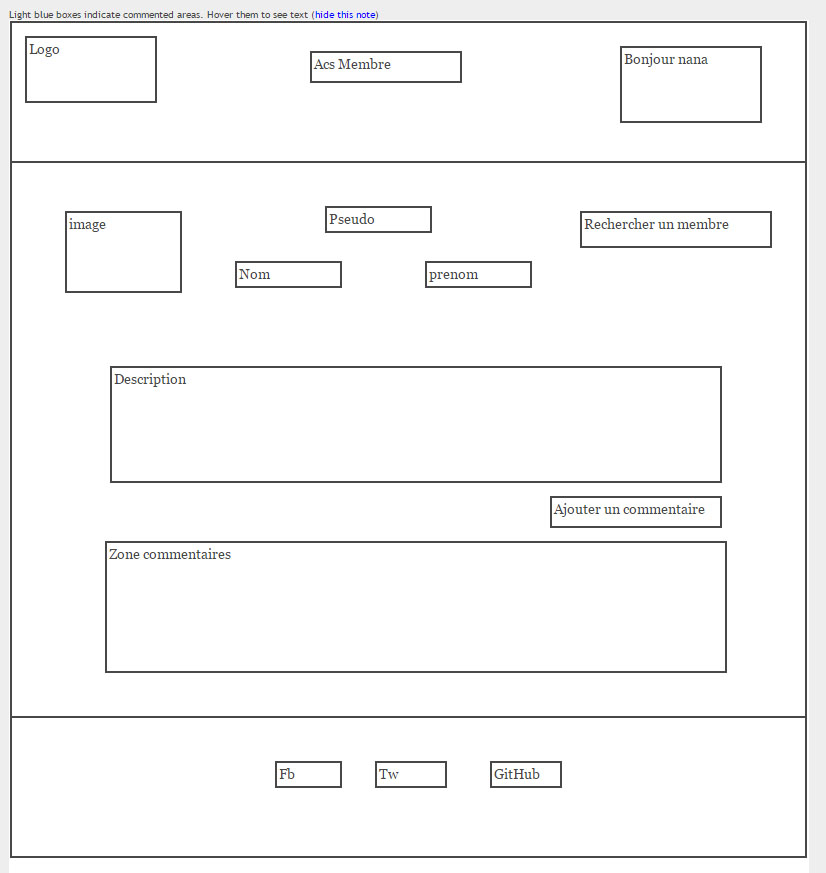 Light blue boxes indicate commented areas. Hover them to see text (hide this note)
Logo
Acs Membre
Bonjour nana
image
Pseudo
Rechercher un membre
Nom
prenom
Description
Ajouter un commentaire
Zone commentaires
Fb
Tw
GitHub